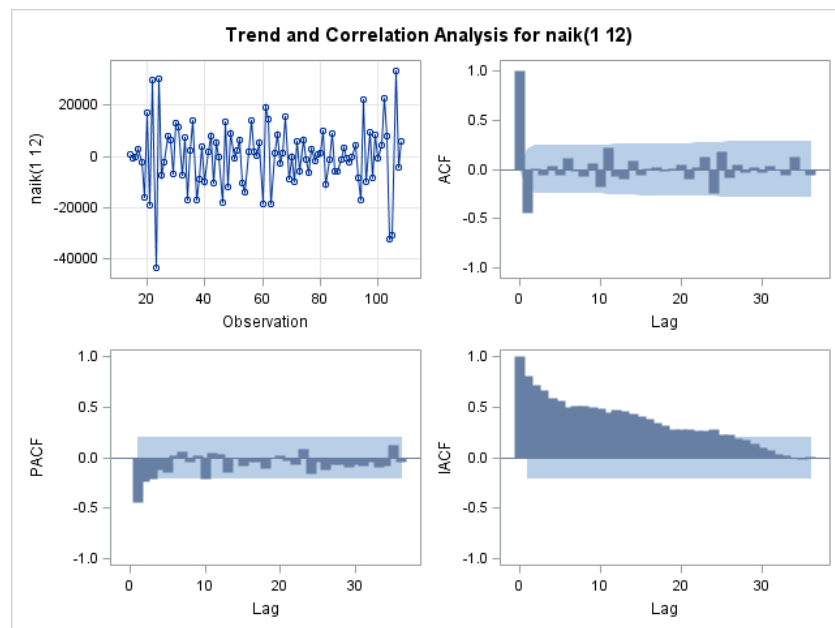 Trend and Correlation Analysis for naik(1 12)
naik(1 12)
20000
0
-20000
-40000
20 40 60 80 100
Observation
ACF
1.0
0.5
0.0
-0.5
-1.0
0 10 20 30
Lag
PACF
1.0
0.5
0.0
-0.5
-1.0
0 10 20 30
Lag
IACF
1.0
0.5
0.0
-0.5
-1.0
0 10 20 30
Lag